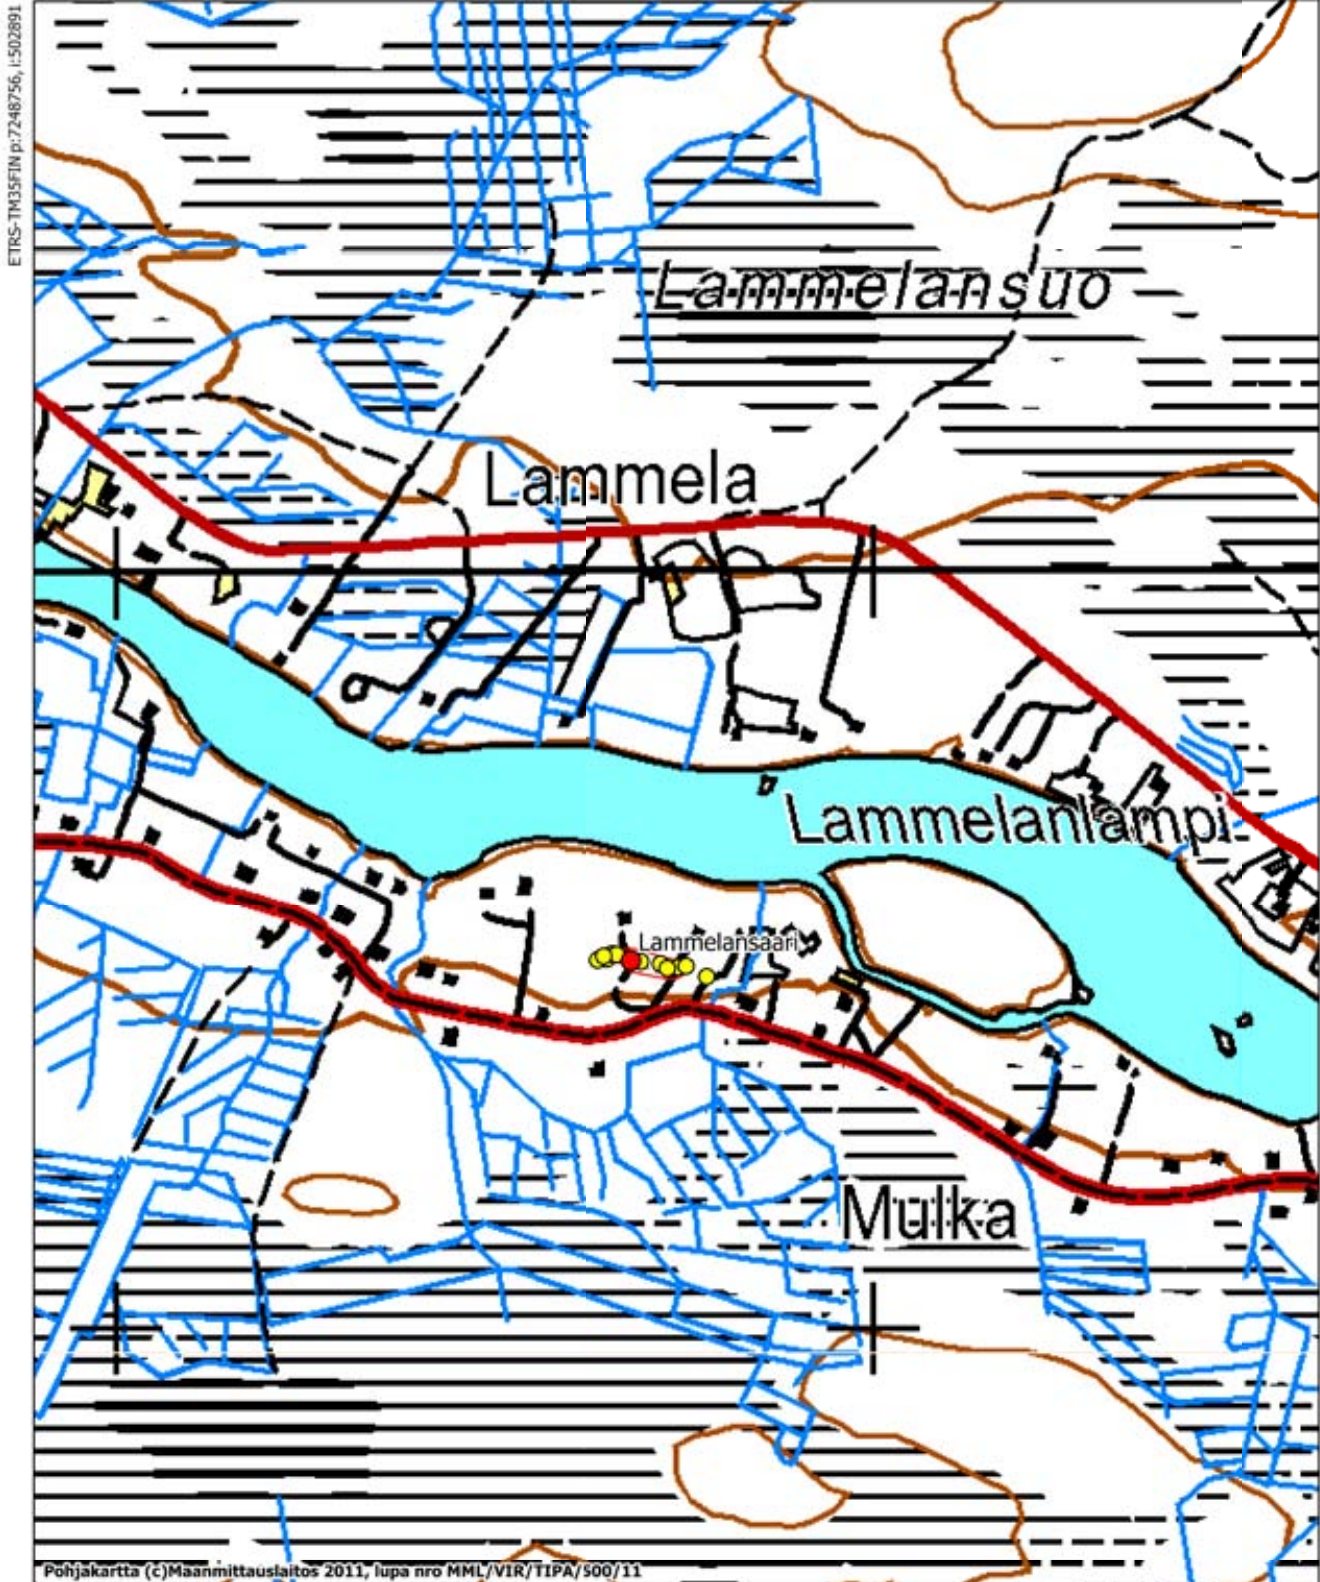 ETRS-TM35FIN p:7248756, i:502891
Lammelansuo
Lammela
Lammelanlampi
Lammelansaari
Mulka
Pohjakartta (c)Maanmittauslaitos 2011, lupa nro MML/VIR/TIPA/500/11